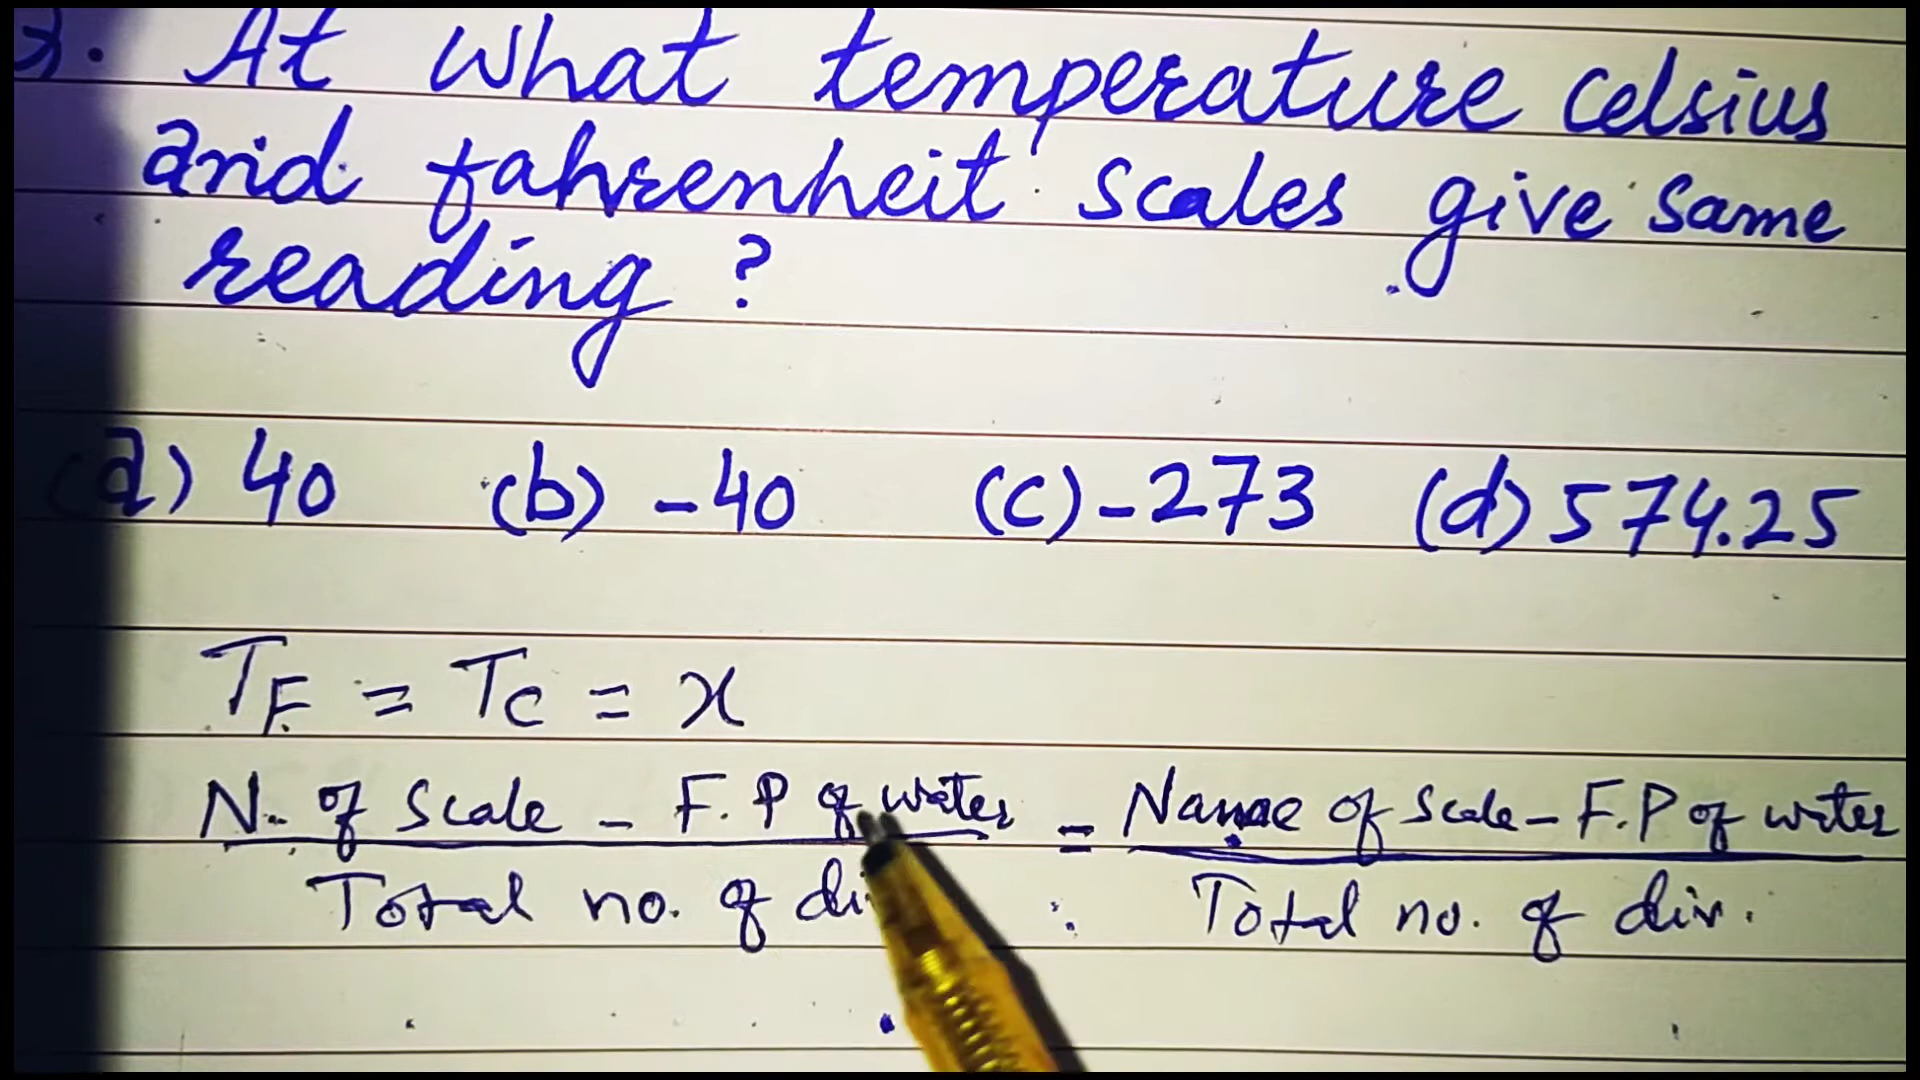 At what temperature Celsius
and fahrenheit scales give same
reading ?
(a) 40 (b) -40 (c) -273 (d) 574.25
TF = Tc = x
N. of Scale - F.P of water = Name of Scale - F.P of water
Total no. of Total no. of div.